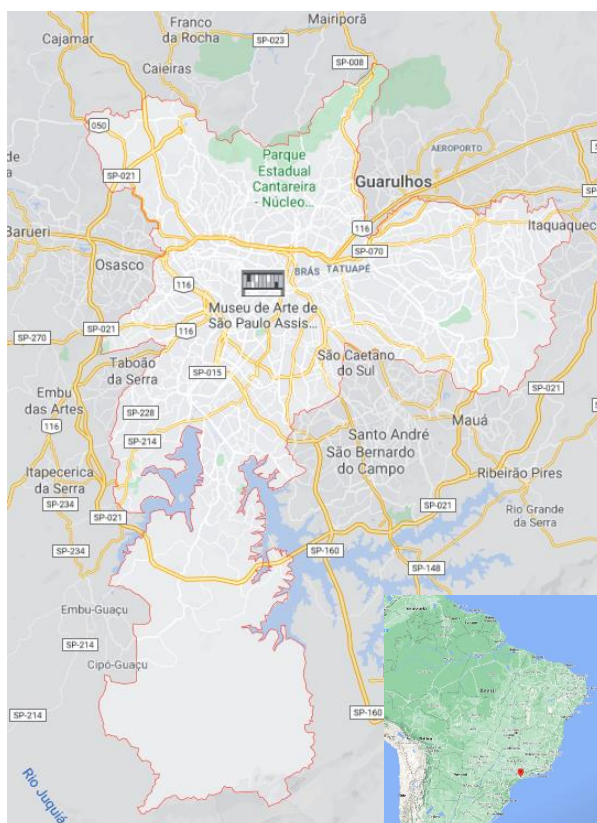 Mairiporã
Franco
da Rocha
Cajamar
SP-023
SP-008
Caieiras
050
AEROPORTO
Parque
Estadual
Cantareira
- Núcleo...
SP-021
Guarulhos
116
Itaquaquec
Barueri
SP-070
Osasco
BRÁS
TATUAPÉ
116
Museu de Arte de
São Paulo Assis...
SP-021
116
SP-270
São Caetano
do Sul
Taboão
da Serra
SP-015
SP-021
Embu
das Artes
SP-228
Mauá
116
SP-214
Santo André
São Bernardo
do Campo
Itapecerica
da Serra
Ribeirão Pires
SP-234
SP-021
SP-021
Rio Grande
da Serra
SP-234
SP-160
SP-148
Embu-Guaçu
SP-214
Cipó-Guaçu
SP-214
SP-160
Rio Juquiá
Brasil